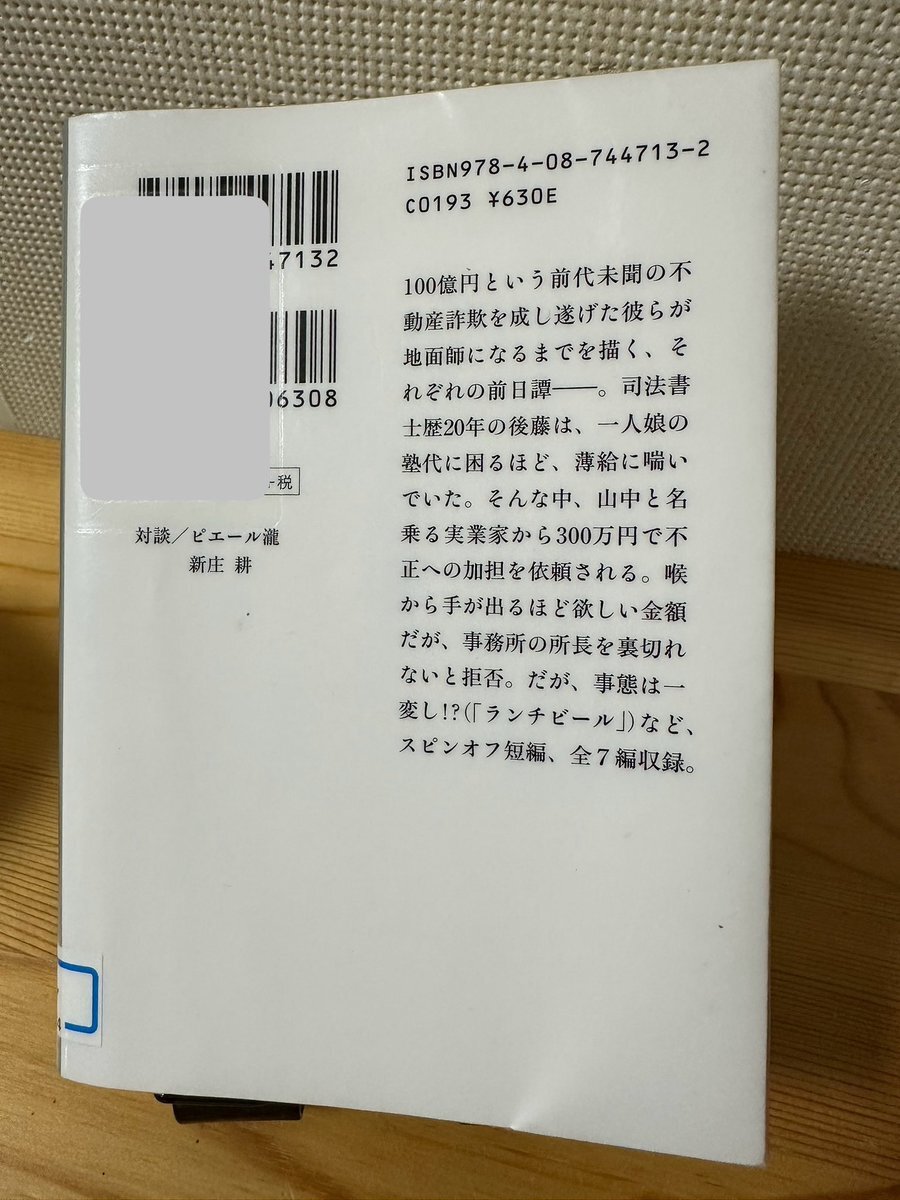 ISBN978-4-08-744713-2
C0193 ¥630E
47132
06308
税
対談／ピエール瀧
新庄 耕
100億円という前代未聞の不
動産詐欺を成し遂げた彼らが
地面師になるまでを描く、そ
れぞれの前日譚――。司法書
士歴20年の後藤は、一人娘の
塾代に困るほど、薄給に喘い
でいた。そんな中、山中と名
乗る実業家から300万円で不
正への加担を依頼される。喉
から手が出るほど欲しい金額
だが、事務所の所長を裏切れ
ないと拒否。だが、事態は一
変し!?(「ランチビール」)など、
スピンオフ短編、全7編収録。